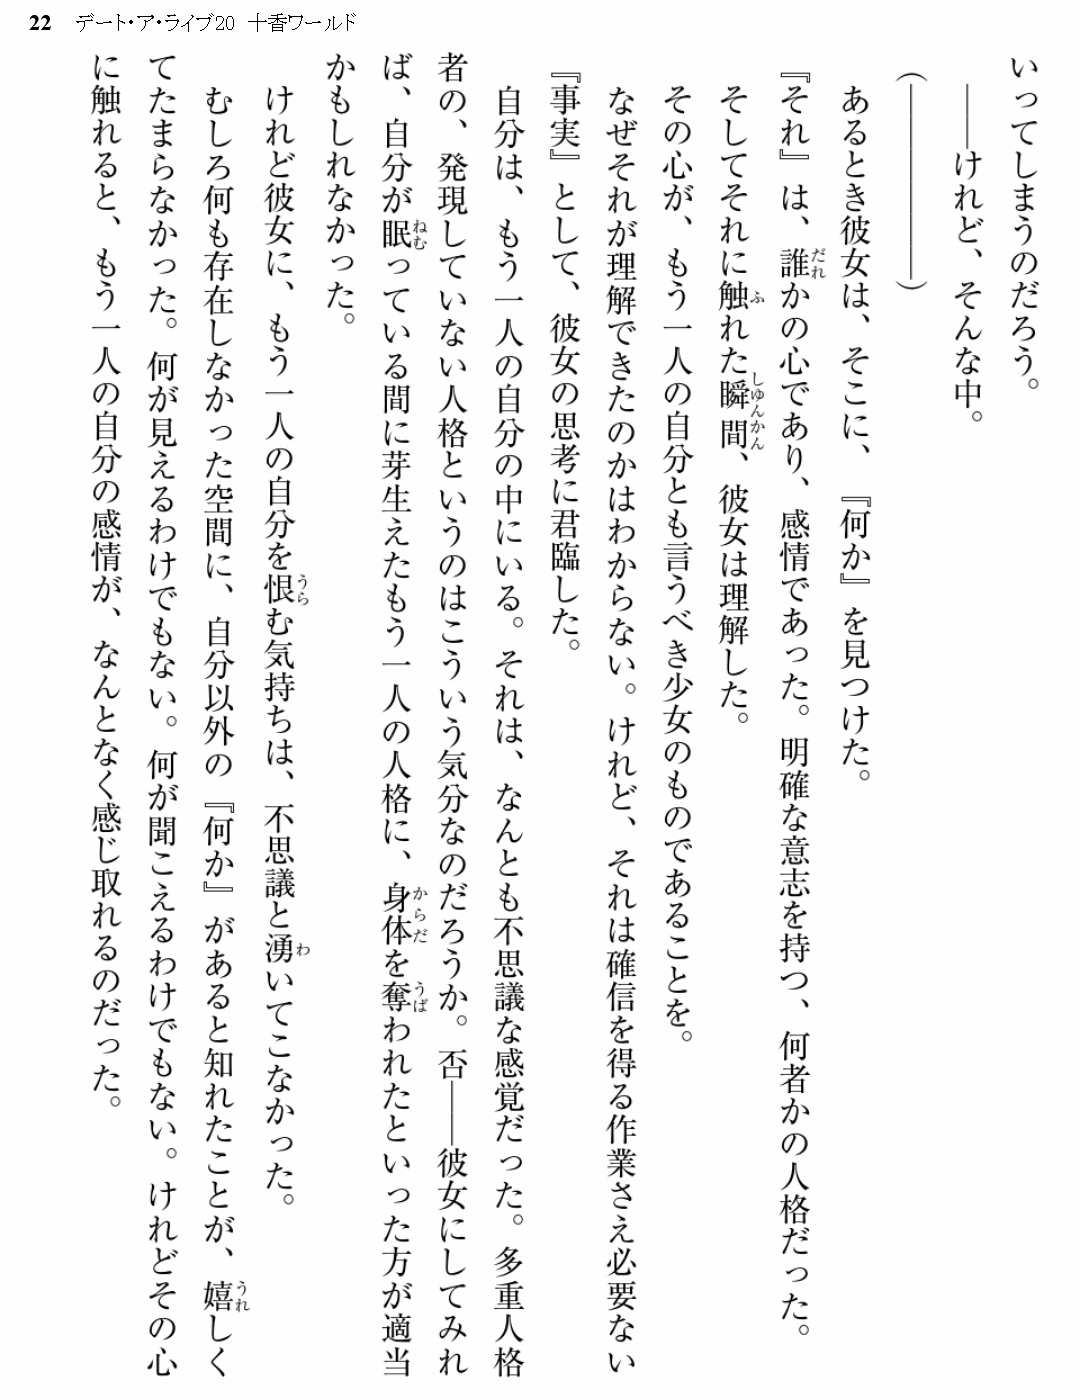 22 デート・ア・ライブ20 十香ワールド
いってしまうのだろう。
――けれど、そんな中。
(――――――)
あるとき彼女は、そこに、『何か』を見つけた。
『それ』は、誰かの心であり、感情であった。明確な意志を持つ、何者かの人格だった。
そしてそれに触れた瞬間、彼女は理解した。
その心が、もう一人の自分とも言うべき少女のものであることを。
なぜそれが理解できたのかはわからない。けれど、それは確信を得る作業さえ必要ない
『事実』として、彼女の思考に君臨した。
自分は、もう一人の自分の中にいる。それは、なんとも不思議な感覚だった。多重人格
者の、発現していない人格というのはこういう気分なのだろうか。否――彼女にしてみれ
ば、自分が眠っている間に芽生えたもう一人の人格に、身体を奪われたといった方が適当
かもしれなかった。
けれど彼女に、もう一人の自分を恨む気持ちは、不思議と湧いてこなかった。
むしろ何も存在しなかった空間に、自分以外の『何か』があると知れたことが、嬉しく
てたまらなかった。何が見えるわけでもない。何が聞こえるわけでもない。けれどその心
に触れると、もう一人の自分の感情が、なんとなく感じ取れるのだった。